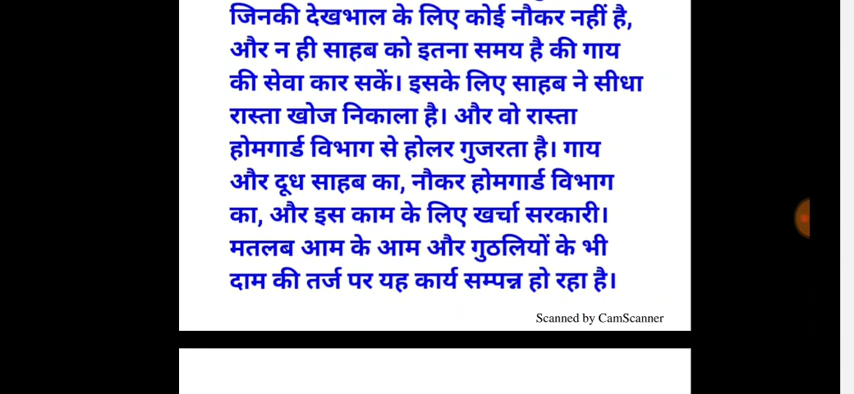 जिनकी देखभाल के लिए कोई नौकर नहीं है,
और न ही साहब को इतना समय है की गाय
की सेवा कार सकें। इसके लिए साहब ने सीधा
रास्ता खोज निकाला है। और वो रास्ता
होमगार्ड विभाग से होलर गुजरता है। गाय
और दूध साहब का, नौकर होमगार्ड विभाग
का, और इस काम के लिए खर्चा सरकारी।
मतलब आम के आम और गुठलियों के भी
दाम की तर्ज पर यह कार्य सम्पन्न हो रहा है।
Scanned by CamScanner